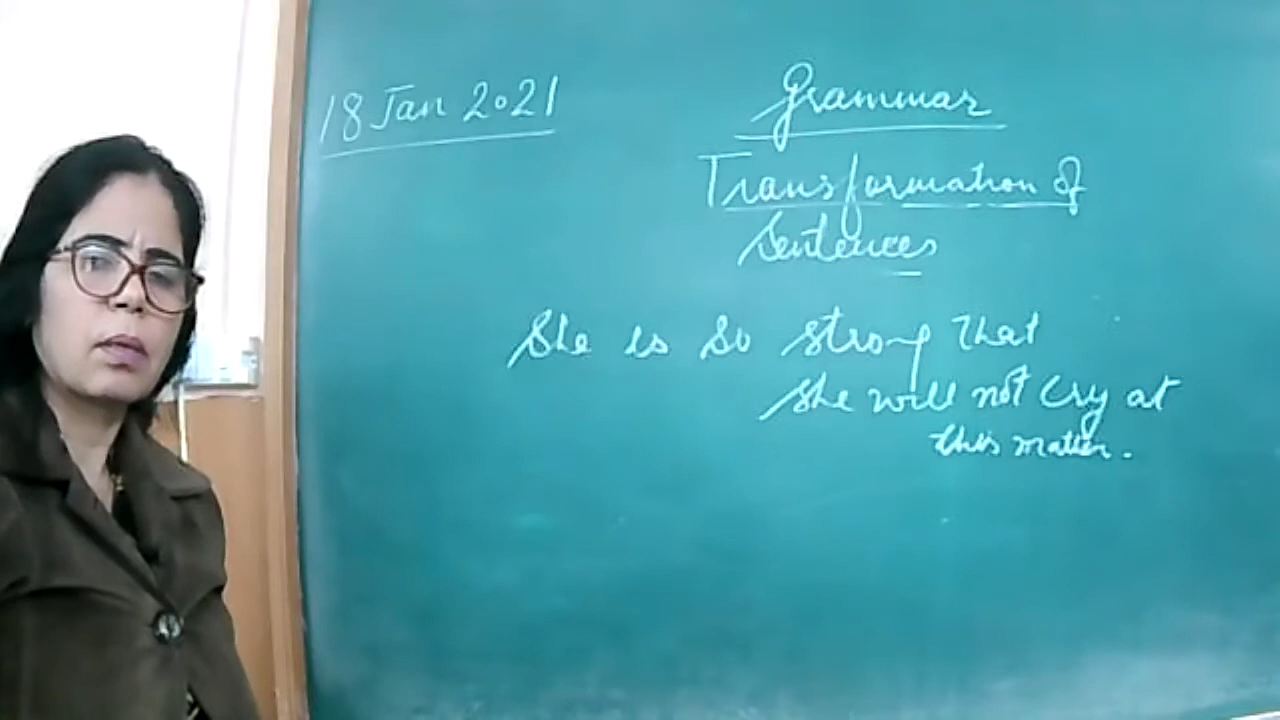 18 Jan 2021
Grammar
Transformation of
Sentences
She is so strong that
she will not cry at
this matter.